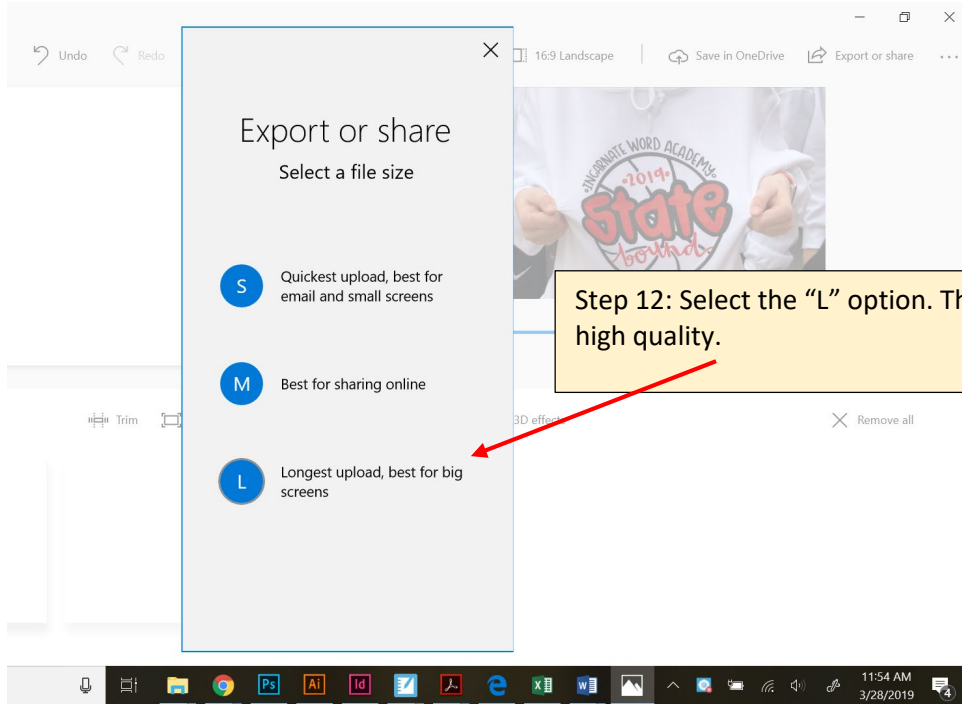 Undo
Redo
16:9 Landscape
Save in OneDrive
Export or share
Export or share
Select a file size
INCARNATE WORD ACADEMY
•2019•
State
bound
S
Quickest upload, best for
email and small screens
M
Best for sharing online
L
Longest upload, best for big
screens
Step 12: Select the “L” option. Th
high quality.
Trim
3D effects
Remove all
Ps
Ai
Id
11:54 AM
3/28/2019
4